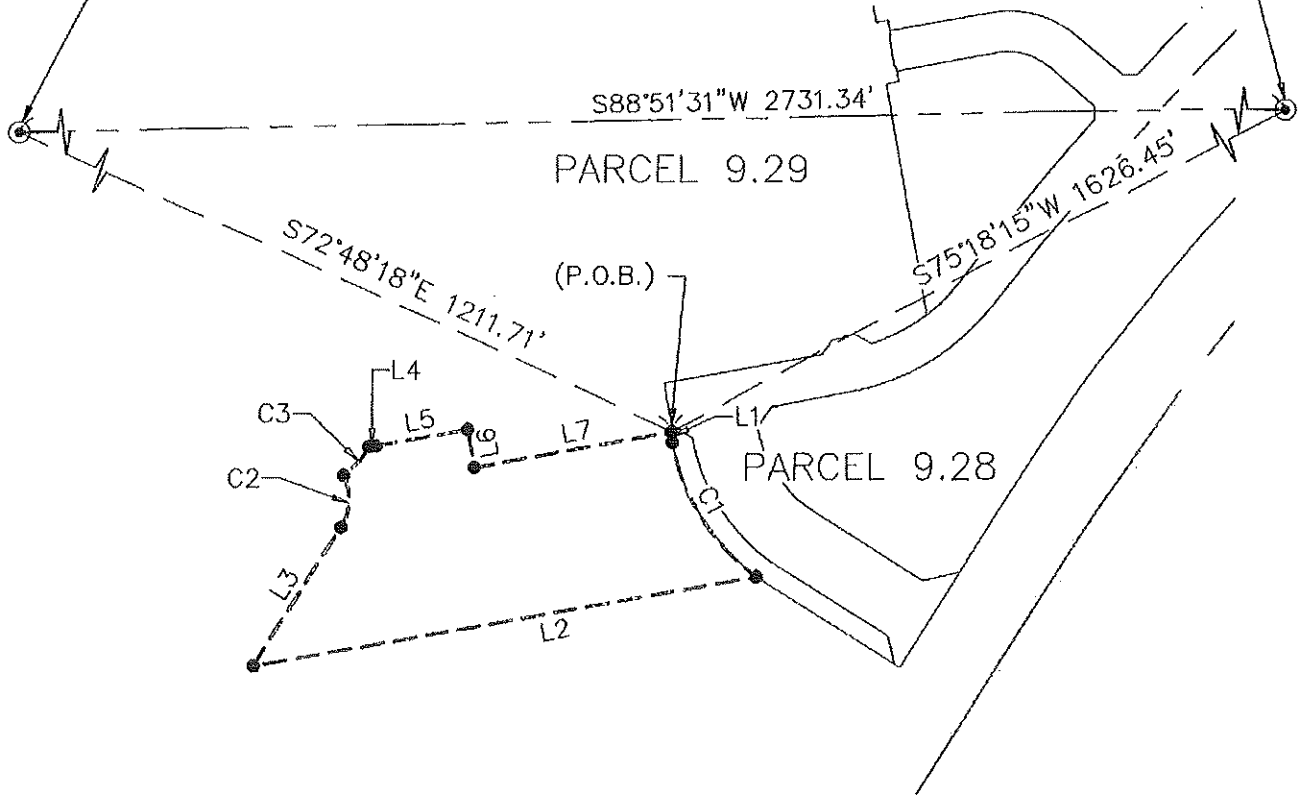 S88°51'31"W 2731.34'
PARCEL 9.29
S72°48'18"E 1211.71'
S75°18'15"W 1626.45'
(P.O.B.)
L4
C3
L5
L6
L7
L1
C2
PARCEL 9.28
C1
L3
L2